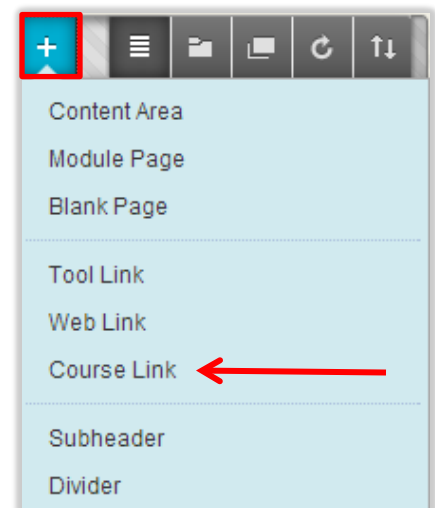 Content Area
Module Page
Blank Page
Tool Link
Web Link
Course Link
Subheader
Divider